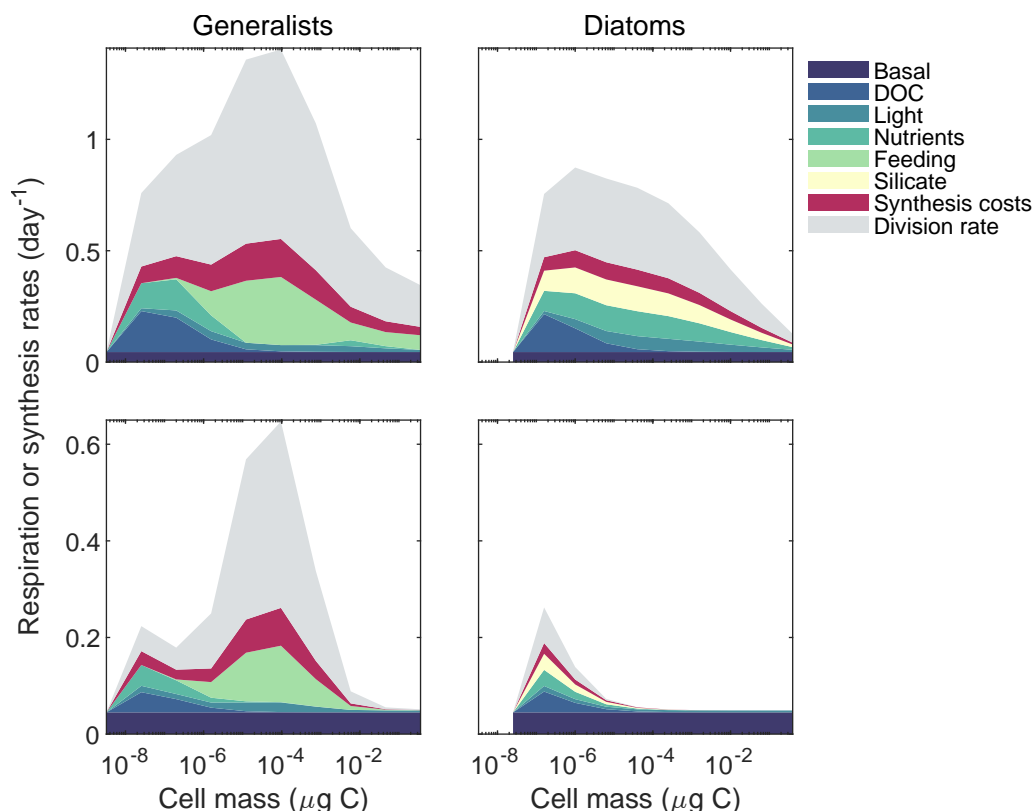 Generalists
Diatoms
Basal
DOC
Light
Nutrients
Feeding
Silicate
Synthesis costs
Division rate
Respiration or synthesis rates (day⁻¹)
1
0.5
0
0.6
0.4
0.2
0
10⁻⁸ 10⁻⁶ 10⁻⁴ 10⁻²
10⁻⁸ 10⁻⁶ 10⁻⁴ 10⁻²
Cell mass (μg C)
Cell mass (μg C)